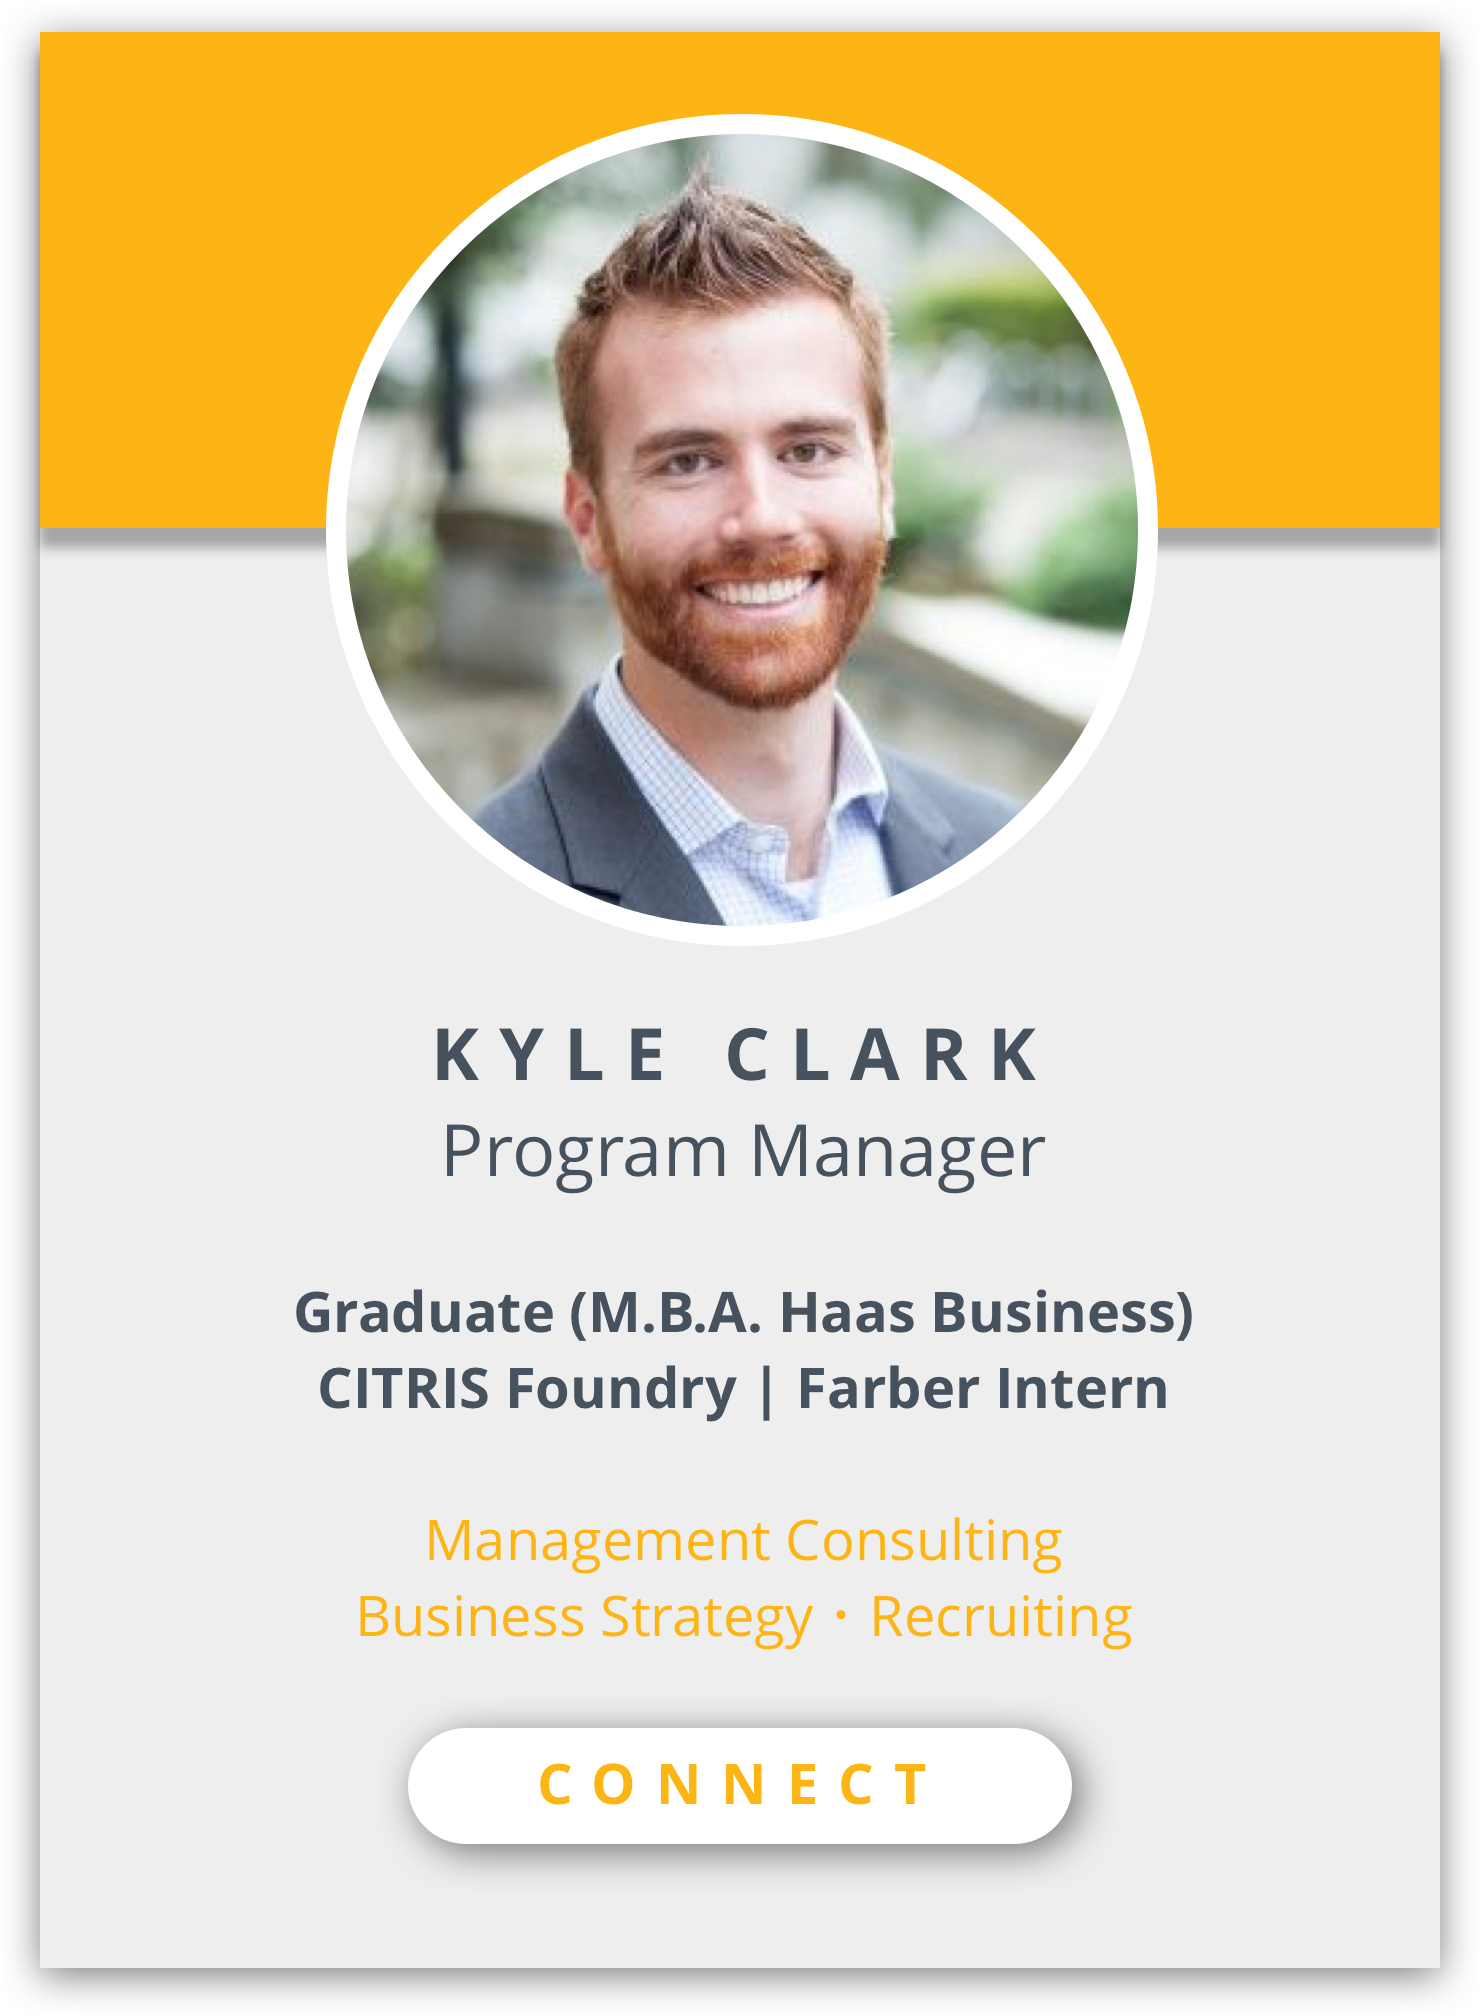 KYLE CLARK
Program Manager
Graduate (M.B.A. Haas Business)
CITRIS Foundry | Farber Intern
Management Consulting
Business Strategy · Recruiting
CONNECT